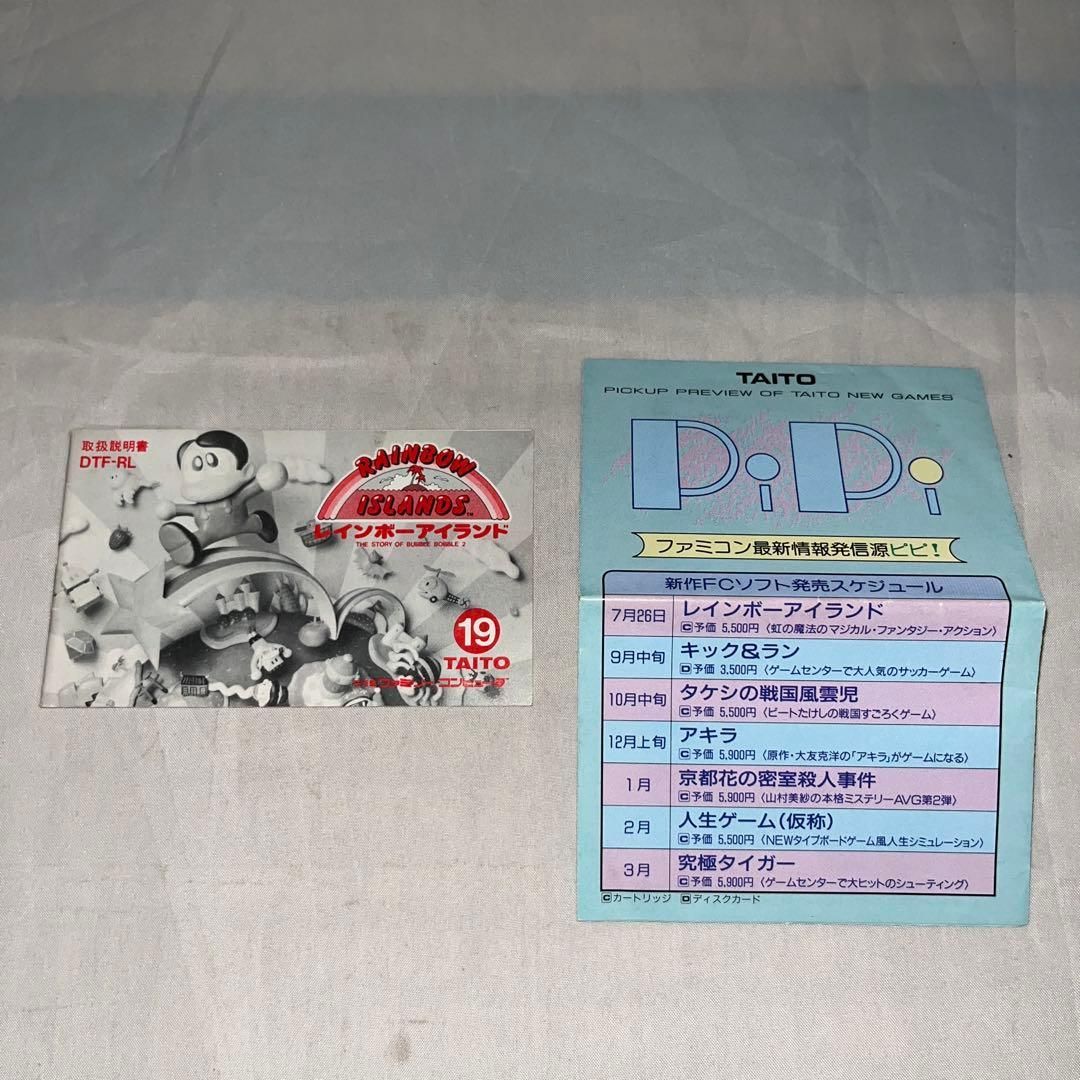 取扱説明書
DTF-RL
RAINBOW
ISLANDS™
レインボーアイランド
THE STORY OF BUBBLE BOBBLE 2
19
TAITO
ファミリーコンピュータ
TAITO
PICKUP PREVIEW OF TAITO NEW GAMES
PiPi
ファミコン最新情報発信源ピピ!
新作FCソフト発売スケジュール
7月26日 レインボーアイランド
C予価 5,500円〈虹の魔法のマジカル・ファンタジー・アクション〉
9月中旬 キック&ラン
D予価 3,500円〈ゲームセンターで大人気のサッカーゲーム〉
10月中旬 タケシの戦国風雲児
C予価 5,500円〈ビートたけしの戦国すごろくゲーム〉
12月上旬 アキラ
C予価 5,900円〈原作・大友克洋の「アキラ」がゲームになる〉
1月 京都花の密室殺人事件
C予価 5,900円〈山村美紗の本格ミステリーAVG第2弾〉
2月 人生ゲーム(仮称)
C予価 5,500円〈NEWタイプボードゲーム風人生シミュレーション〉
3月 究極タイガー
C予価 5,900円〈ゲームセンターで大ヒットのシューティング〉
Cカートリッジ Dディスクカード